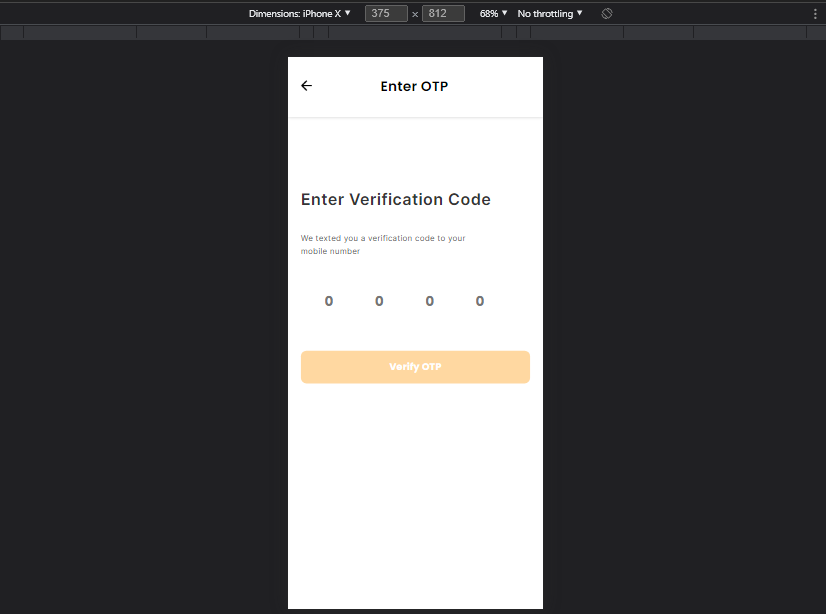 Dimensions: iPhone X ▼ 375 × 812 68% ▼ No throttling ▼
Enter OTP
Enter Verification Code
We texted you a verification code to your
mobile number
0 0 0 0
Verify OTP